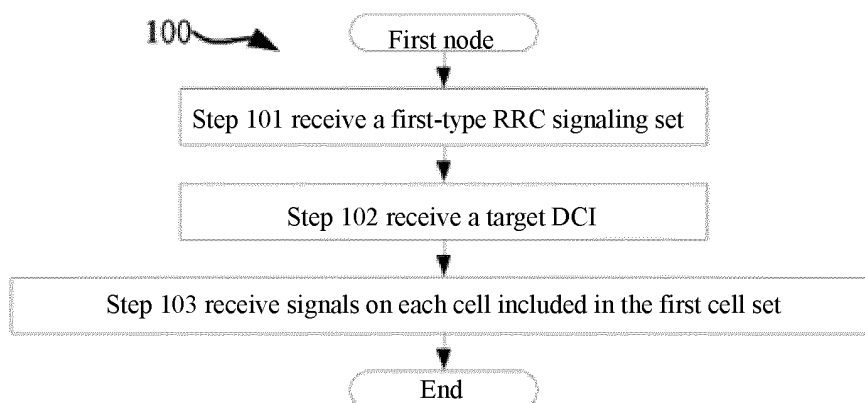 100
First node
Step 101 receive a first-type RRC signaling set
Step 102 receive a target DCI
Step 103 receive signals on each cell included in the first cell set
End